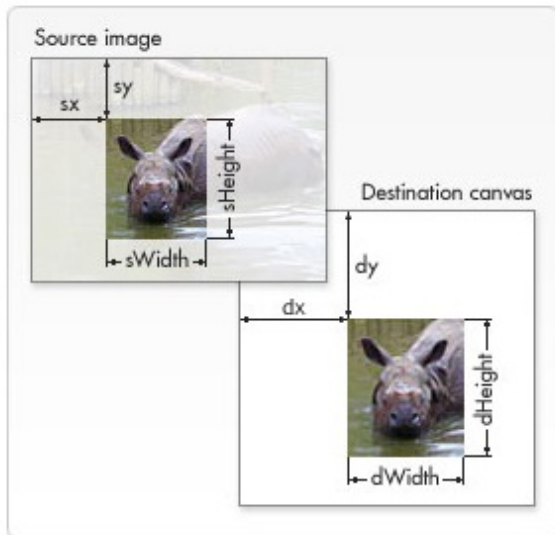 Source image
sy
sx
sHeight
sWidth
Destination canvas
dy
dx
dHeight
dWidth